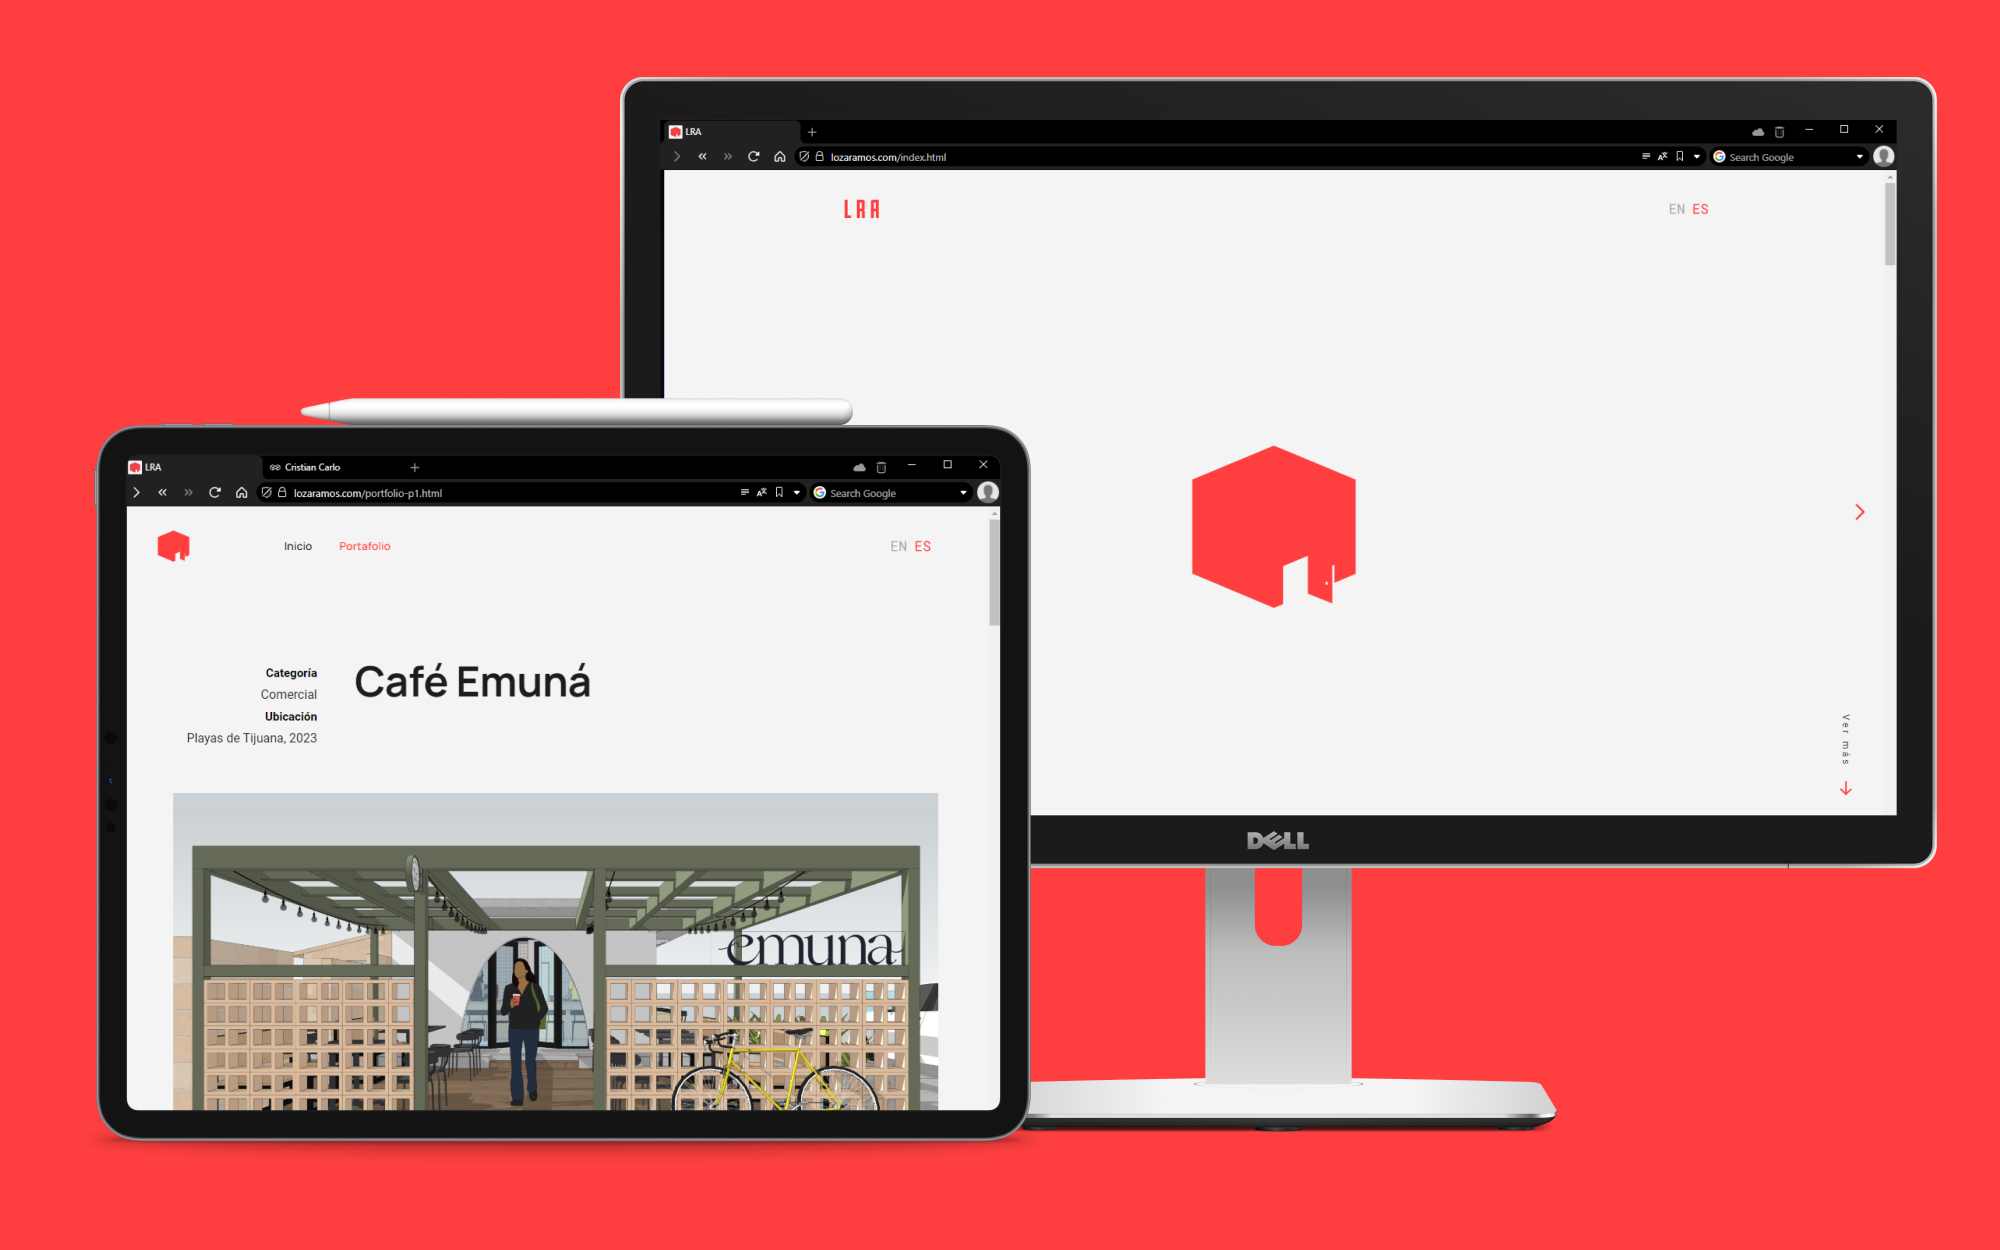 LRA
lozaramos.com/index.html
Search Google
LRA
EN ES
Ver más
DELL
LRA
Cristian Carlo
lozaramos.com/portfolio-p1.html
Search Google
Inicio
Portafolio
EN ES
Categoría
Comercial
Ubicación
Playas de Tijuana, 2023
Café Emuná
emuna